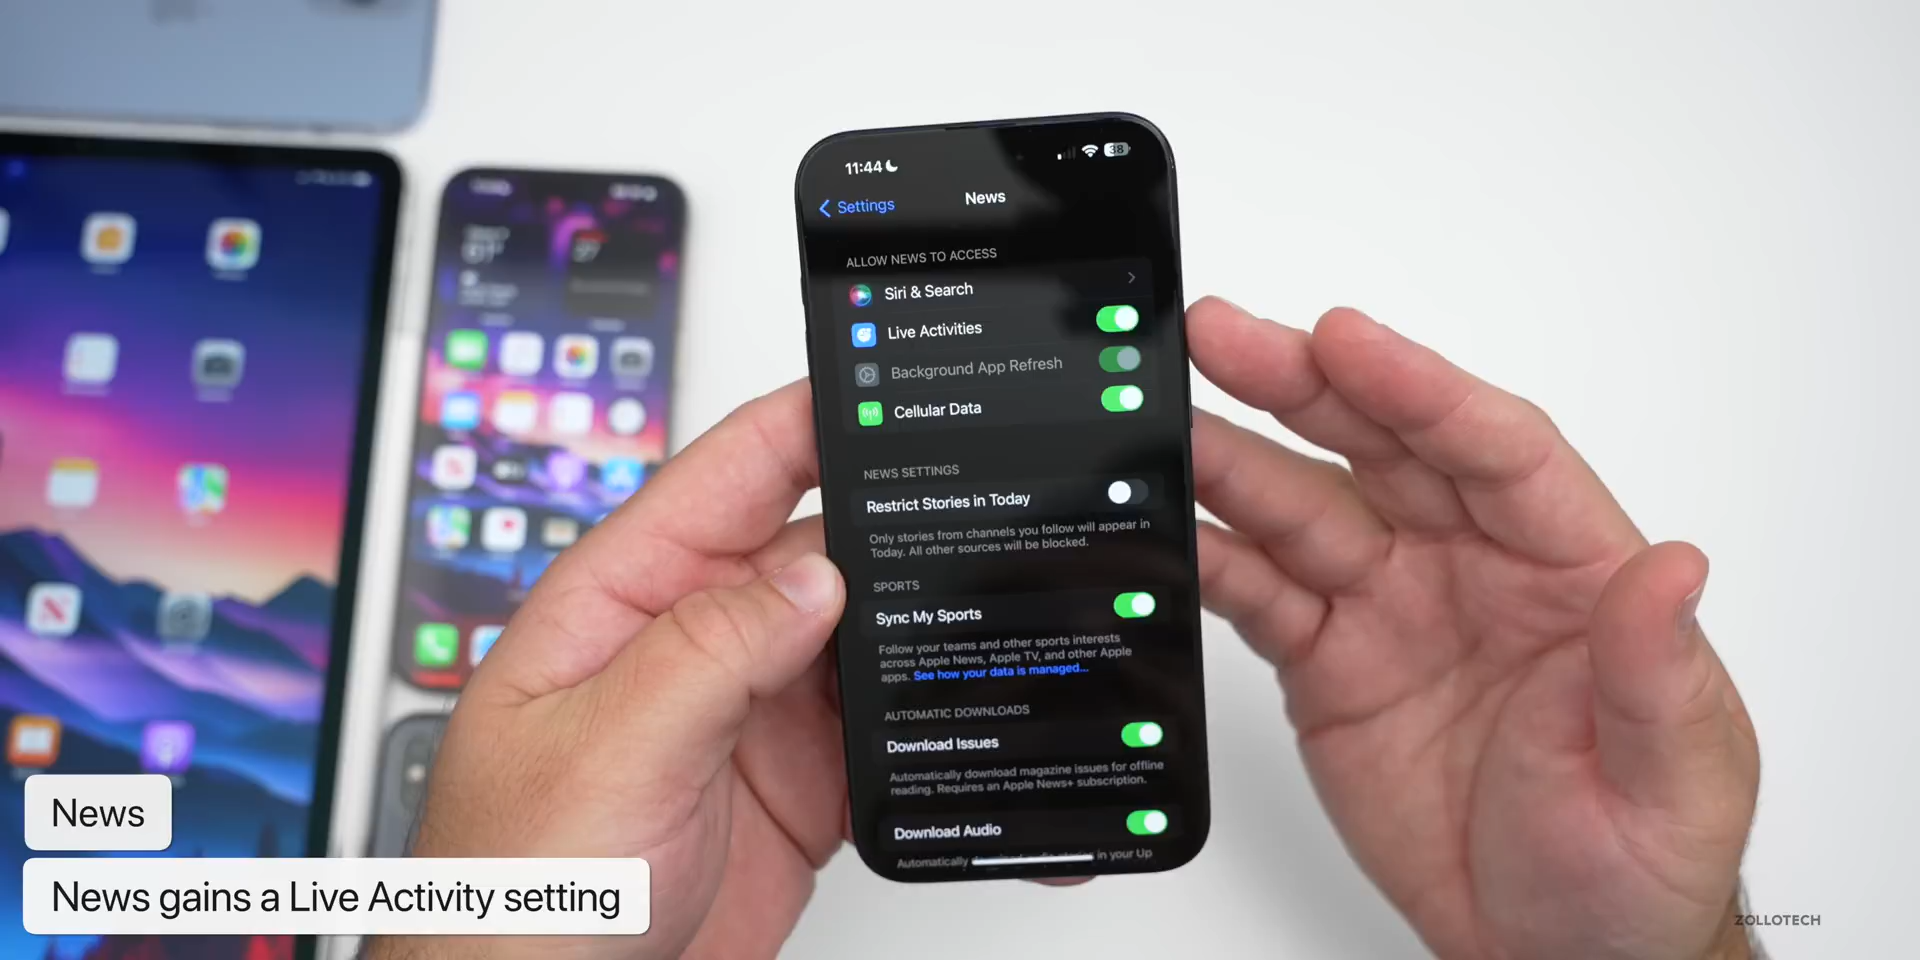 11:44
38
Settings
News
ALLOW NEWS TO ACCESS
Siri & Search
Live Activities
Background App Refresh
Cellular Data
NEWS SETTINGS
Restrict Stories in Today
Only stories from channels you follow will appear in
Today. All other sources will be blocked.
SPORTS
Sync My Sports
Follow your teams and other sports interests
across Apple News, Apple TV, and other Apple
apps. See how your data is managed...
AUTOMATIC DOWNLOADS
Download Issues
Automatically download magazine issues for offline
reading. Requires an Apple News+ subscription.
Download Audio
Automatically in your Up
News
News gains a Live Activity setting
ZOLLOTECH